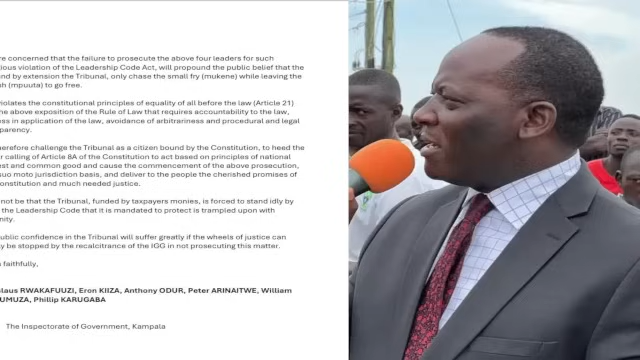 re concerned that the failure to prosecute the above four leaders for such
ious violation of the Leadership Code Act, will propound the public belief that the
nd by extension the Tribunal, only chase the small fry (mukene) while leaving the
h (mpuuta) to go free.
violates the constitutional principles of equality of all before the law (Article 21)
he above exposition of the Rule of Law that requires accountability to the law,
ess in application of the law, avoidance of arbitrariness and procedural and legal
parency.
herefore challenge the Tribunal as a citizen bound by the Constitution, to heed the
r calling of Article 8A of the Constitution to act based on principles of national
est and common good and cause the commencement of the above prosecution,
suo moto jurisdiction basis, and deliver to the people the cherished promises of
onstitution and much needed justice.
not be that the Tribunal, funded by taxpayers monies, is forced to stand idly by
the Leadership Code that it is mandated to protect is trampled upon with
nity.
ublic confidence in the Tribunal will suffer greatly if the wheels of justice can
y be stopped by the recalcitrance of the IGG in not prosecuting this matter.
faithfully,
slaus RWAKAFUUZI, Eron KIIZA, Anthony ODUR, Peter ARINAITWE, William
UMUZA, Phillip KARUGABA
The Inspectorate of Government, Kampala